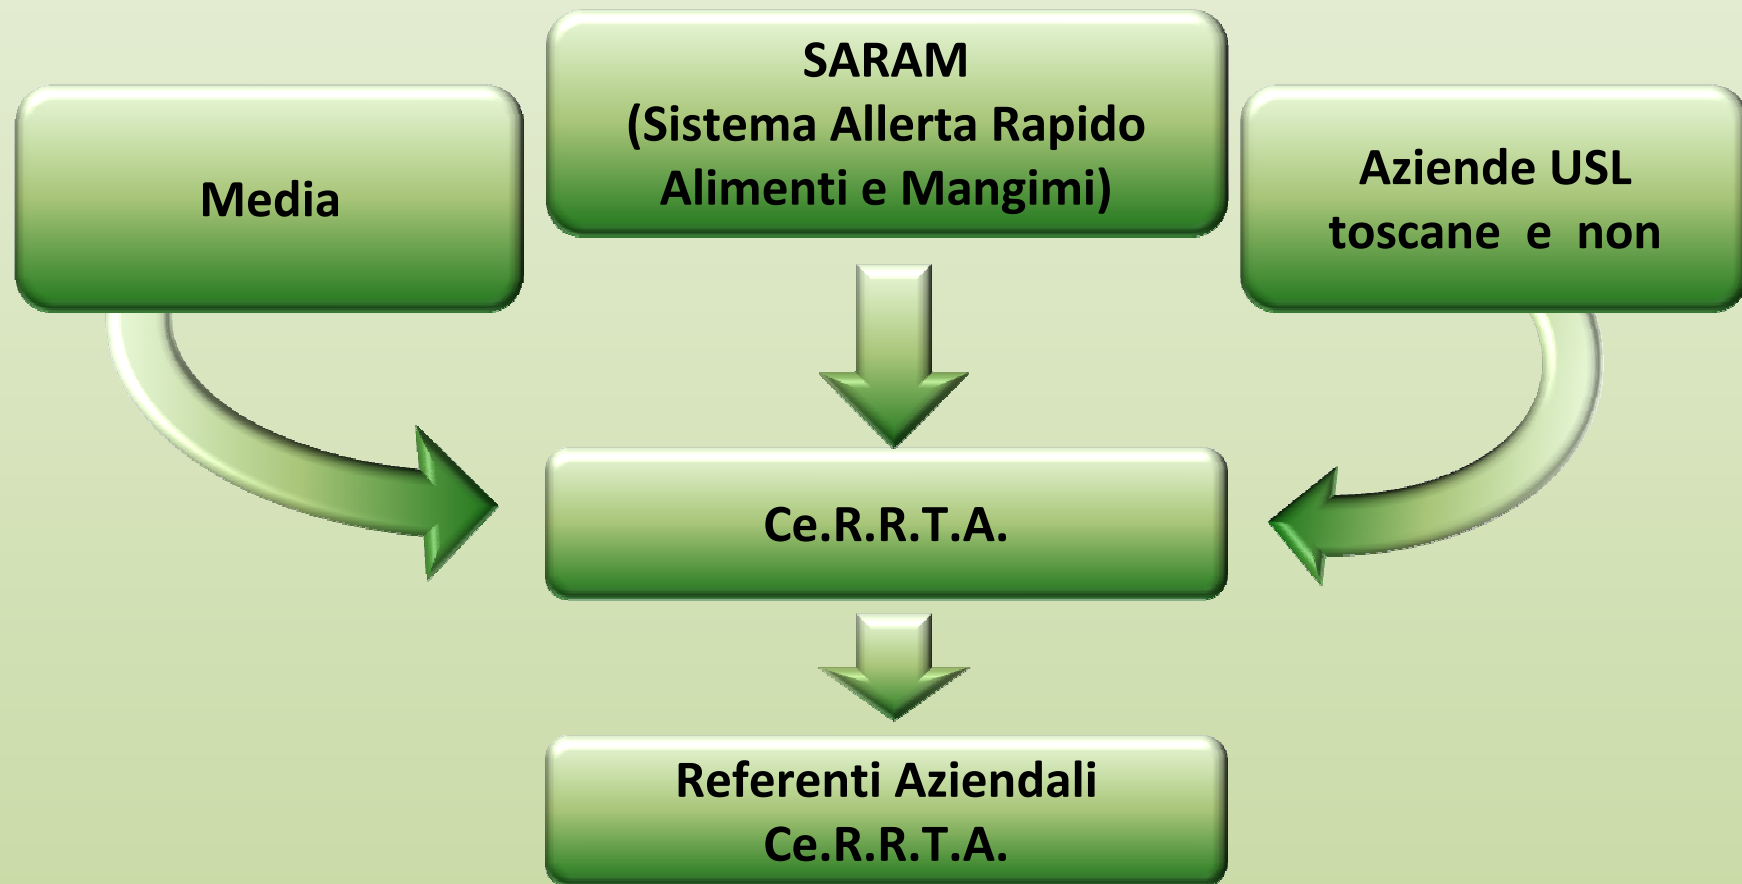 SARAM
(Sistema Allerta Rapido
Alimenti e Mangimi)
Media
Aziende USL
toscane e non
Ce.R.R.T.A.
Referenti Aziendali
Ce.R.R.T.A.